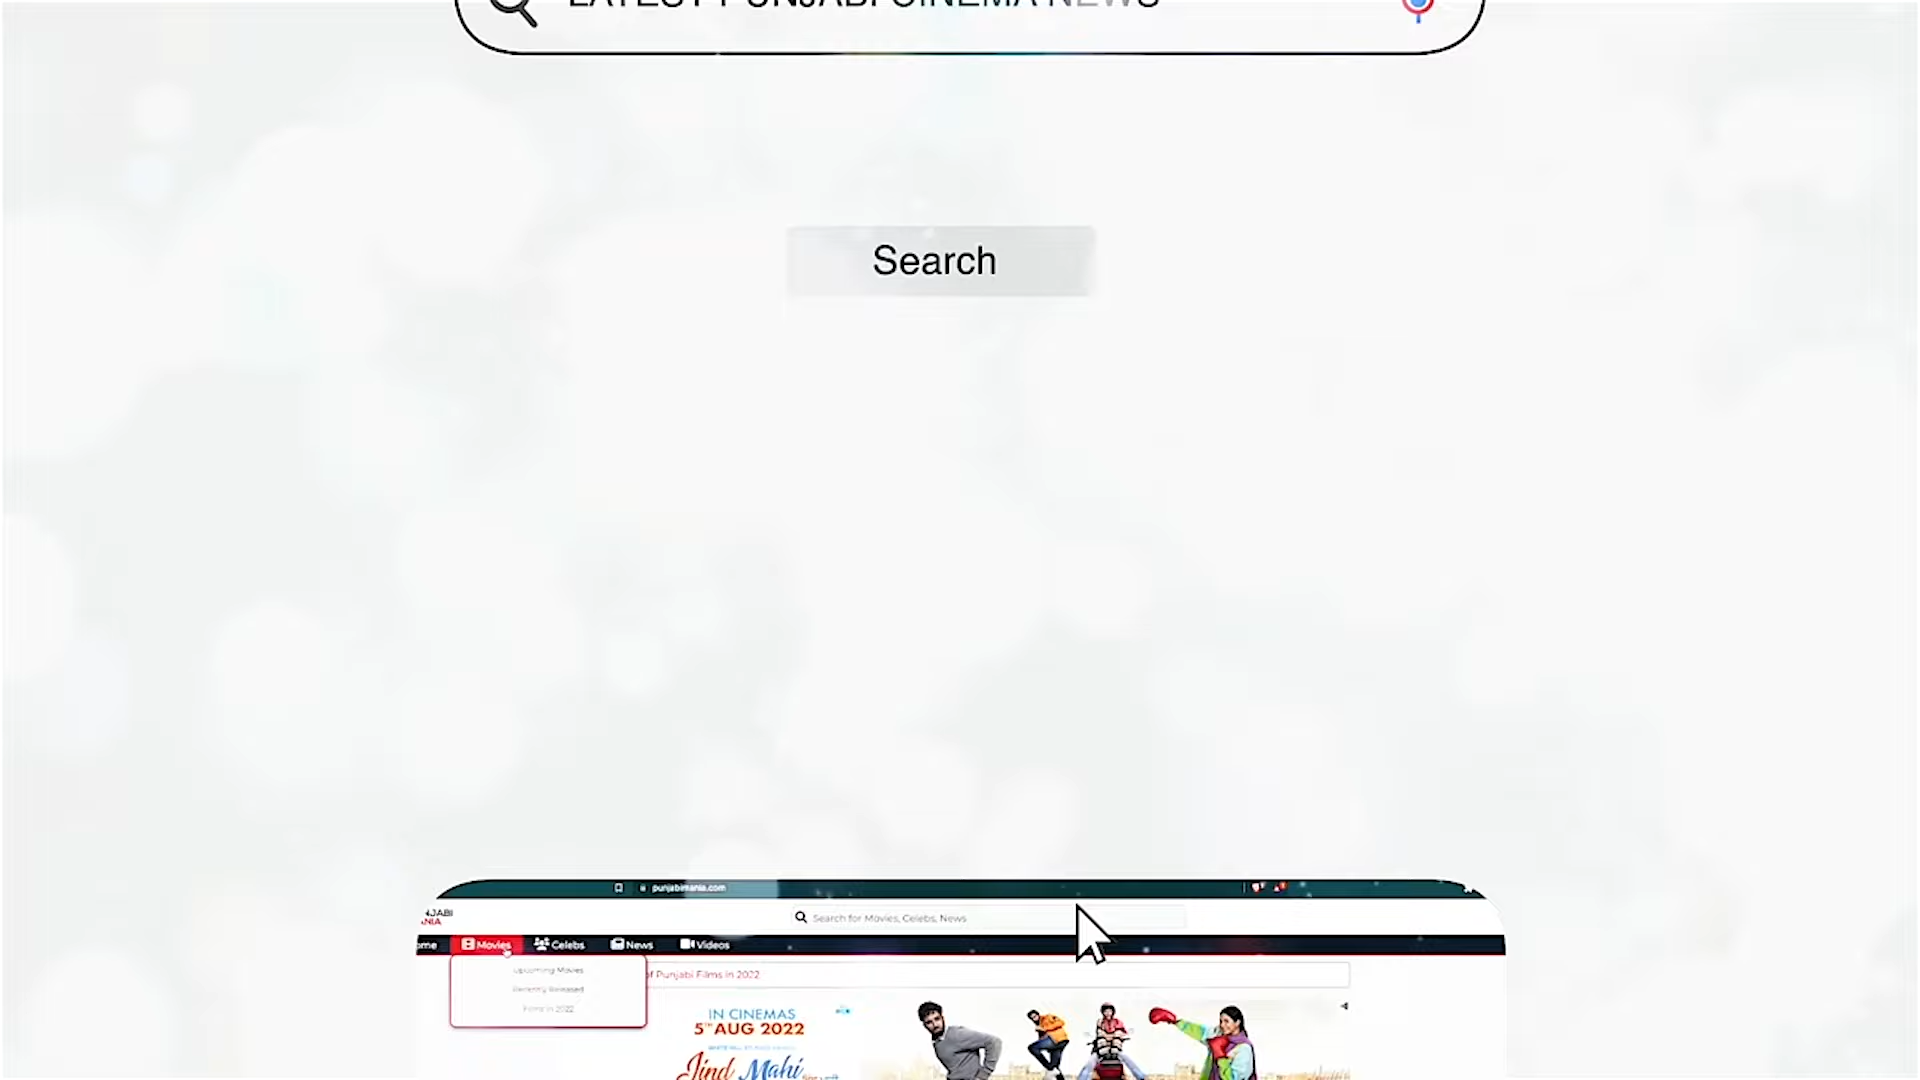 LATEST PUNJABI CINEMA NEWS
Search
punjabimania.com
Search for Movies, Celebs, News
Movies Celebs News Videos
Upcoming Movies
Recently Released
Films in 2022
of Punjabi Films in 2022
IN CINEMAS
5TH AUG 2022
Jind Mahi